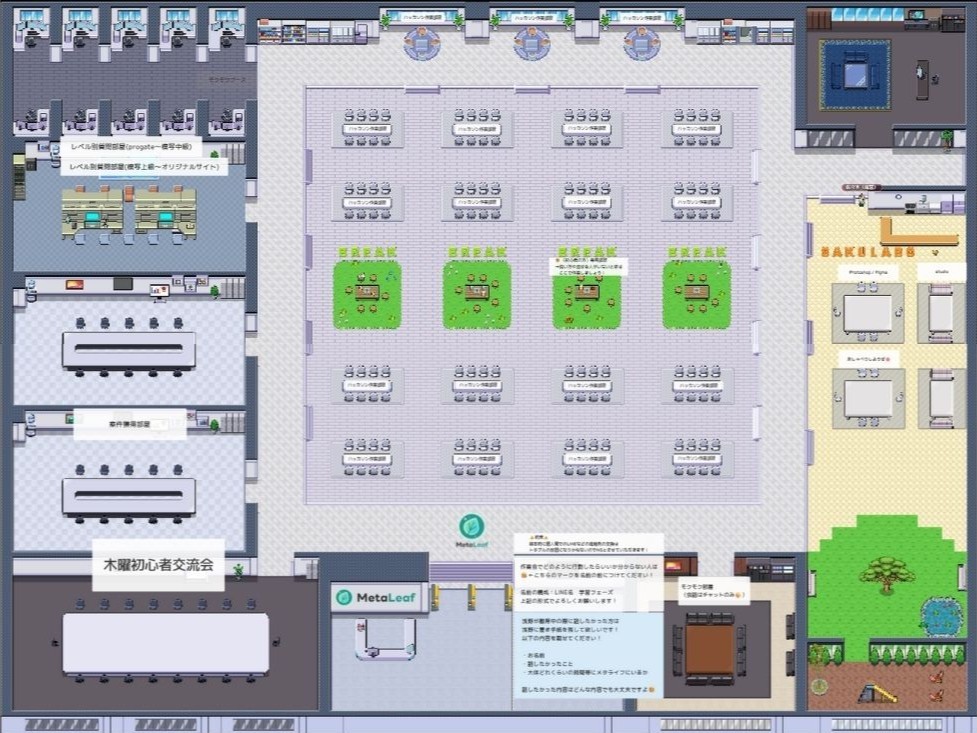 レベル別質問部屋(progate〜模写中級)
レベル別質問部屋(模写上級〜オリジナルサイト)
ハッカソン作業部屋
ハッカソン作業部屋
ハッカソン作業部屋
ハッカソン作業部屋
ハッカソン作業部屋
ハッカソン作業部屋
ハッカソン作業部屋
ハッカソン作業部屋
ハッカソン作業部屋
ハッカソン作業部屋
ハッカソン作業部屋
BREAK
BREAK
BREAK
BREAK
SAKULABO
Photoshop / Figma
studio
ハッカソン作業部屋
ハッカソン作業部屋
ハッカソン作業部屋
ハッカソン作業部屋
案件獲得部屋
ハッカソン作業部屋
ハッカソン作業部屋
ハッカソン作業部屋
ハッカソン作業部屋
MetaLeaf
木曜初心者交流会
作業会でどのように行動したらいいか分からない人は
←こちらのマークを名前の前につけてください！
名前の構成：LINE名　学習フェーズ
上記の形式でよろしくお願いします！
以下の内容を載せてください！
・お名前
・話したかったこと
・大体どれくらいの時間帯にメタライフにいるか
話したかった内容はどんな内容でも大丈夫ですよ
モクモク部屋
(会話はチャットのみ)
MetaLeaf